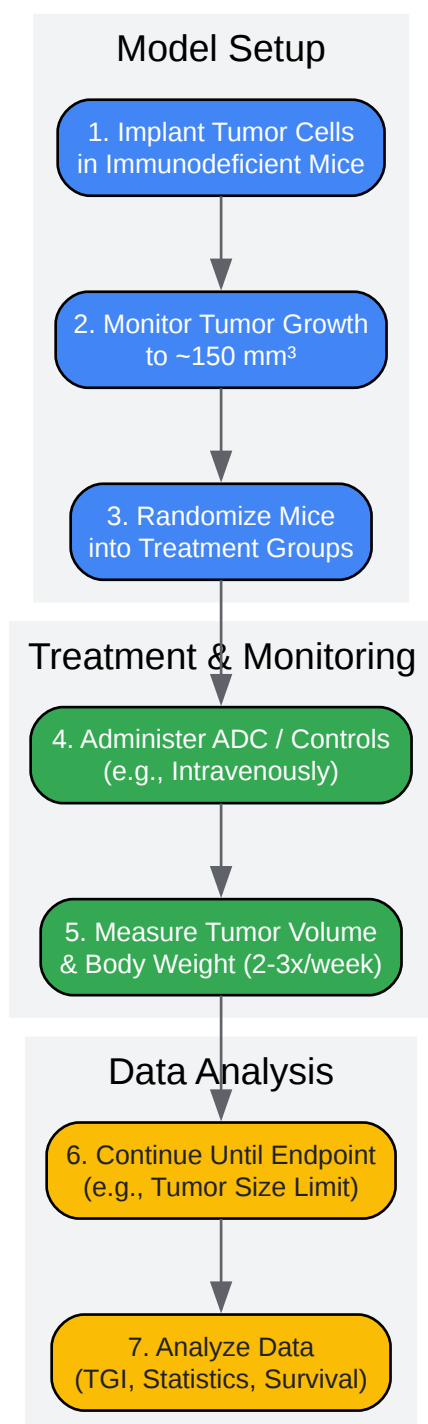 Model Setup
1. Implant Tumor Cells
in Immunodeficient Mice
2. Monitor Tumor Growth
to ~150 mm³
3. Randomize Mice
into Treatment Groups
Treatment & Monitoring
4. Administer ADC / Controls
(e.g., Intravenously)
5. Measure Tumor Volume
& Body Weight (2-3x/week)
Data Analysis
6. Continue Until Endpoint
(e.g., Tumor Size Limit)
7. Analyze Data
(TGI, Statistics, Survival)